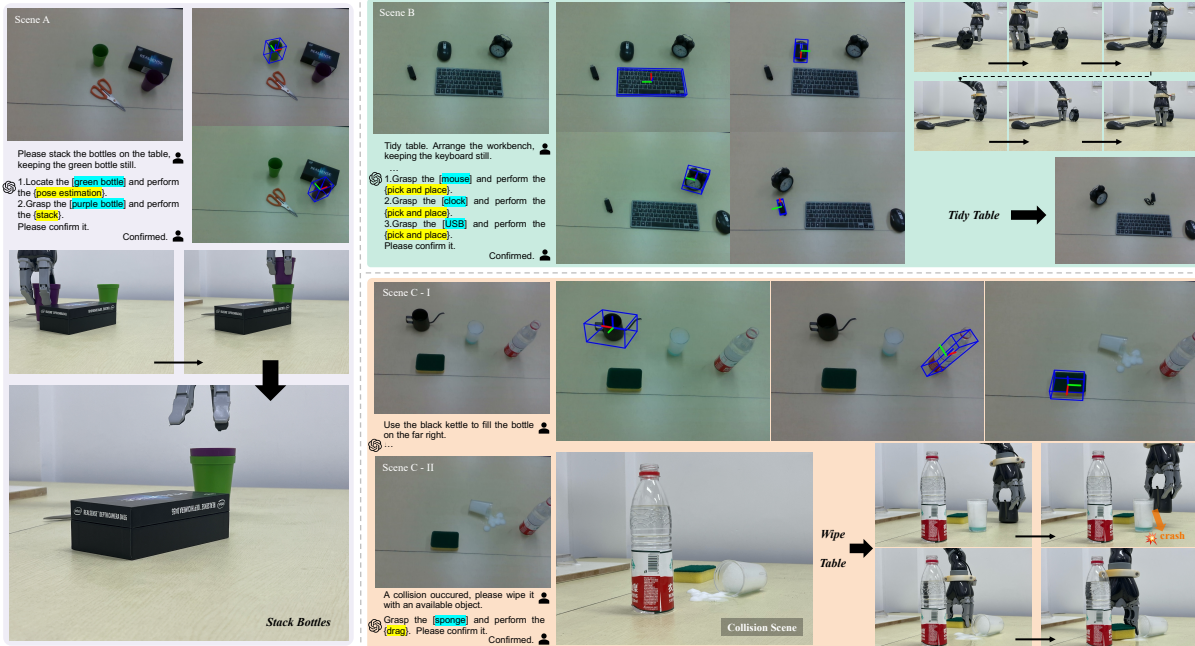 Scene A
Please stack the bottles on the table,
keeping the green bottle still.
1.Locate the [green bottle] and perform
the {pose estimation}.
2.Grasp the [purple bottle] and perform
the {stack}.
Please confirm it.
Confirmed.
Stack Bottles
Scene B
Tidy table. Arrange the workbench,
keeping the keyboard still.
...
1.Grasp the [mouse] and perform the
{pick and place}.
2.Grasp the [clock] and perform the
{pick and place}.
3.Grasp the [USB] and perform the
{pick and place}.
Please confirm it.
Confirmed.
Tidy Table
Scene C - I
Use the black kettle to fill the bottle
on the far right.
...
Scene C - II
A collision ouccured, please wipe it
with an available object.
Grasp the [sponge] and perform the
{drag}. Please confirm it.
Confirmed.
Collision Scene
Wipe
Table
crash